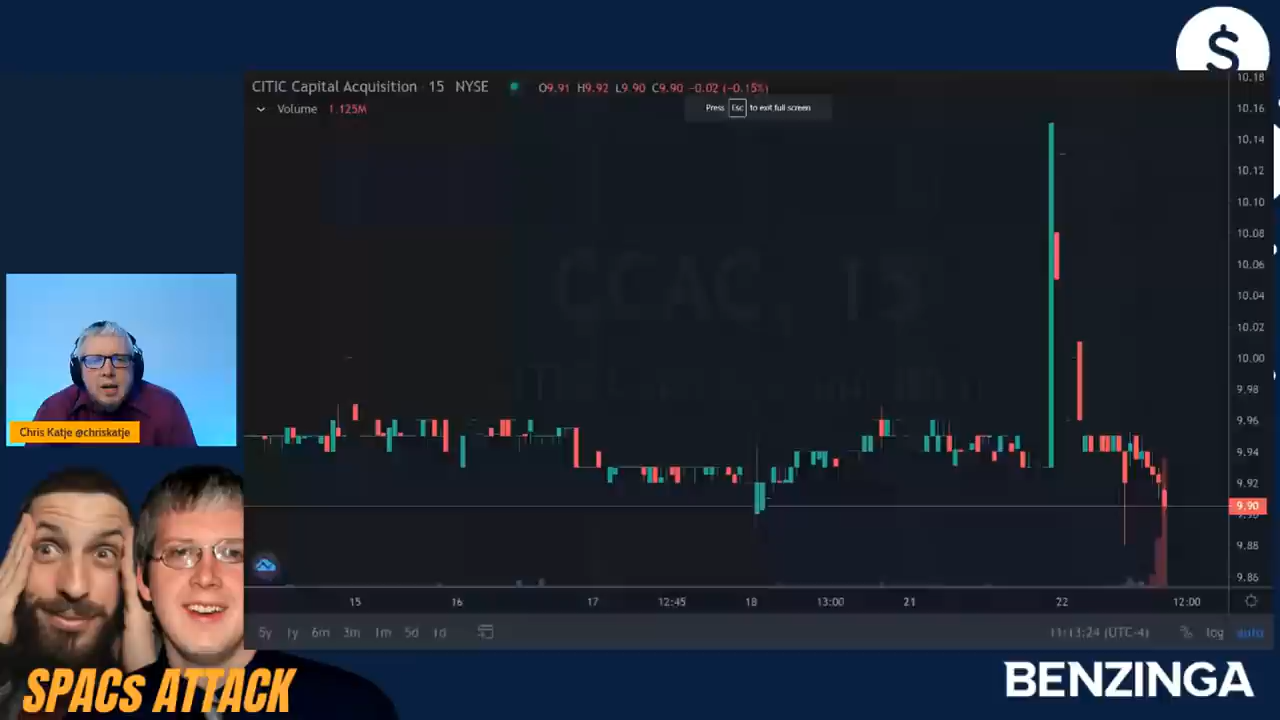 CITIC Capital Acquisition 15 NYSE O9.91 H9.92 L9.90 C9.90 -0.02 (-0.15%)
Volume 1.125M
Press Esc to exit full screen
CCAC, 15
10.18
10.16
10.14
10.12
10.10
10.08
10.06
10.04
10.02
10.00
9.98
9.96
9.94
9.92
9.90
9.88
9.86
15 16 17 12:45 18 13:00 21 22 12:00
5y 1y 6m 3m 1m 5d 1d
11:13:24 (UTC-4) % log auto
Chris Katje @chriskatje
SPACs ATTACK
BENZINGA